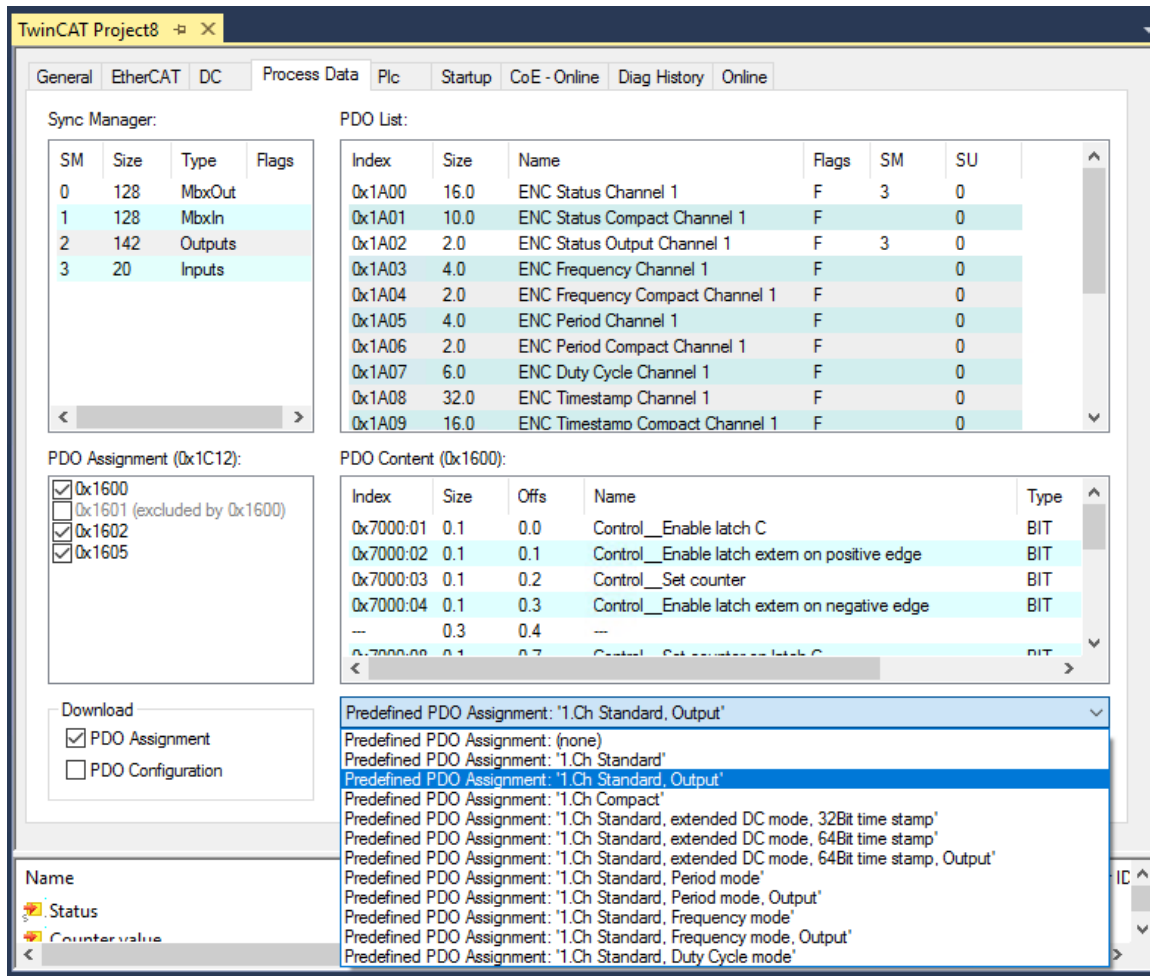 TwinCAT Project8
General EtherCAT DC Process Data Plc Startup CoE - Online Diag History Online
Sync Manager:
SM Size Type Flags
0 128 MbxOut
1 128 MbxIn
2 142 Outputs
3 20 Inputs
PDO List:
Index Size Name Flags SM SU
0x1A00 16.0 ENC Status Channel 1 F 3 0
0x1A01 10.0 ENC Status Compact Channel 1 F 0
0x1A02 2.0 ENC Status Output Channel 1 F 3 0
0x1A03 4.0 ENC Frequency Channel 1 F 0
0x1A04 2.0 ENC Frequency Compact Channel 1 F 0
0x1A05 4.0 ENC Period Channel 1 F 0
0x1A06 2.0 ENC Period Compact Channel 1 F 0
0x1A07 6.0 ENC Duty Cycle Channel 1 F 0
0x1A08 32.0 ENC Timestamp Channel 1 F 0
0x1A09 16.0 ENC Timestamp Compact Channel 1 F 0
PDO Assignment (0x1C12):
0x1600
0x1601 (excluded by 0x1600)
0x1602
0x1605
PDO Content (0x1600):
Index Size Offs Name Type
0x7000:01 0.1 0.0 Control__Enable latch C BIT
0x7000:02 0.1 0.1 Control__Enable latch extern on positive edge BIT
0x7000:03 0.1 0.2 Control__Set counter BIT
0x7000:04 0.1 0.3 Control__Enable latch extern on negative edge BIT
--- 0.3 0.4 ---
0x7000:08 0.1 0.7 Control__Set counter on latch C BIT
Download
PDO Assignment
PDO Configuration
Predefined PDO Assignment: '1.Ch Standard, Output'
Predefined PDO Assignment: (none)
Predefined PDO Assignment: '1.Ch Standard'
Predefined PDO Assignment: '1.Ch Standard, Output'
Predefined PDO Assignment: '1.Ch Compact'
Predefined PDO Assignment: '1.Ch Standard, extended DC mode, 32Bit time stamp'
Predefined PDO Assignment: '1.Ch Standard, extended DC mode, 64Bit time stamp'
Predefined PDO Assignment: '1.Ch Standard, extended DC mode, 64Bit time stamp, Output'
Predefined PDO Assignment: '1.Ch Standard, Period mode'
Predefined PDO Assignment: '1.Ch Standard, Period mode, Output'
Predefined PDO Assignment: '1.Ch Standard, Frequency mode'
Predefined PDO Assignment: '1.Ch Standard, Frequency mode, Output'
Predefined PDO Assignment: '1.Ch Standard, Duty Cycle mode'
Name ID
Status
Counter value